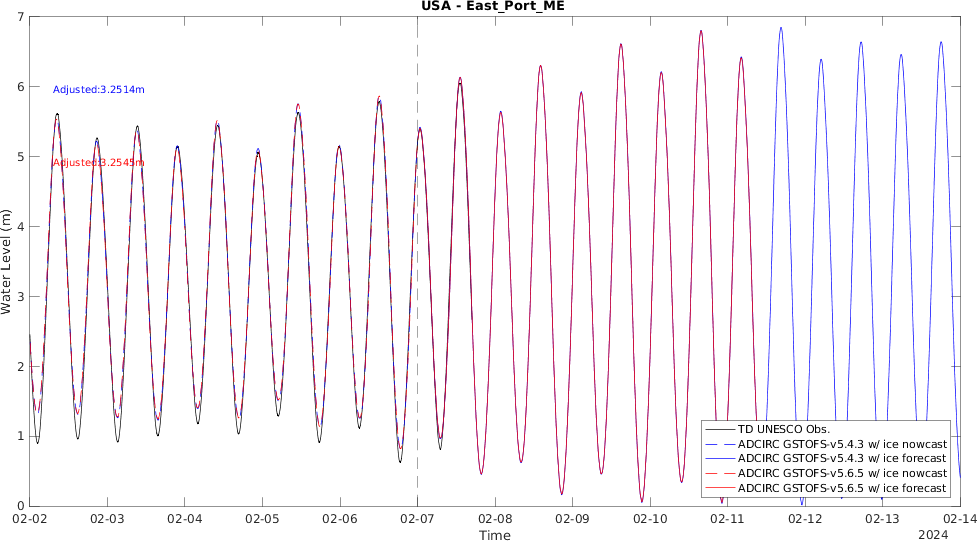 USA - East_Port_ME
7
6
5
4
3
2
1
0
Water Level (m)
Adjusted:3.2514m
Adjusted:3.2545m
TD UNESCO Obs.
ADCIRC GSTOFS-v5.4.3 w/ ice nowcast
ADCIRC GSTOFS-v5.4.3 w/ ice forecast
ADCIRC GSTOFS-v5.6.5 w/ ice nowcast
ADCIRC GSTOFS-v5.6.5 w/ ice forecast
02-02 02-03 02-04 02-05 02-06 02-07 02-08 02-09 02-10 02-11 02-12 02-13 02-14
Time
2024